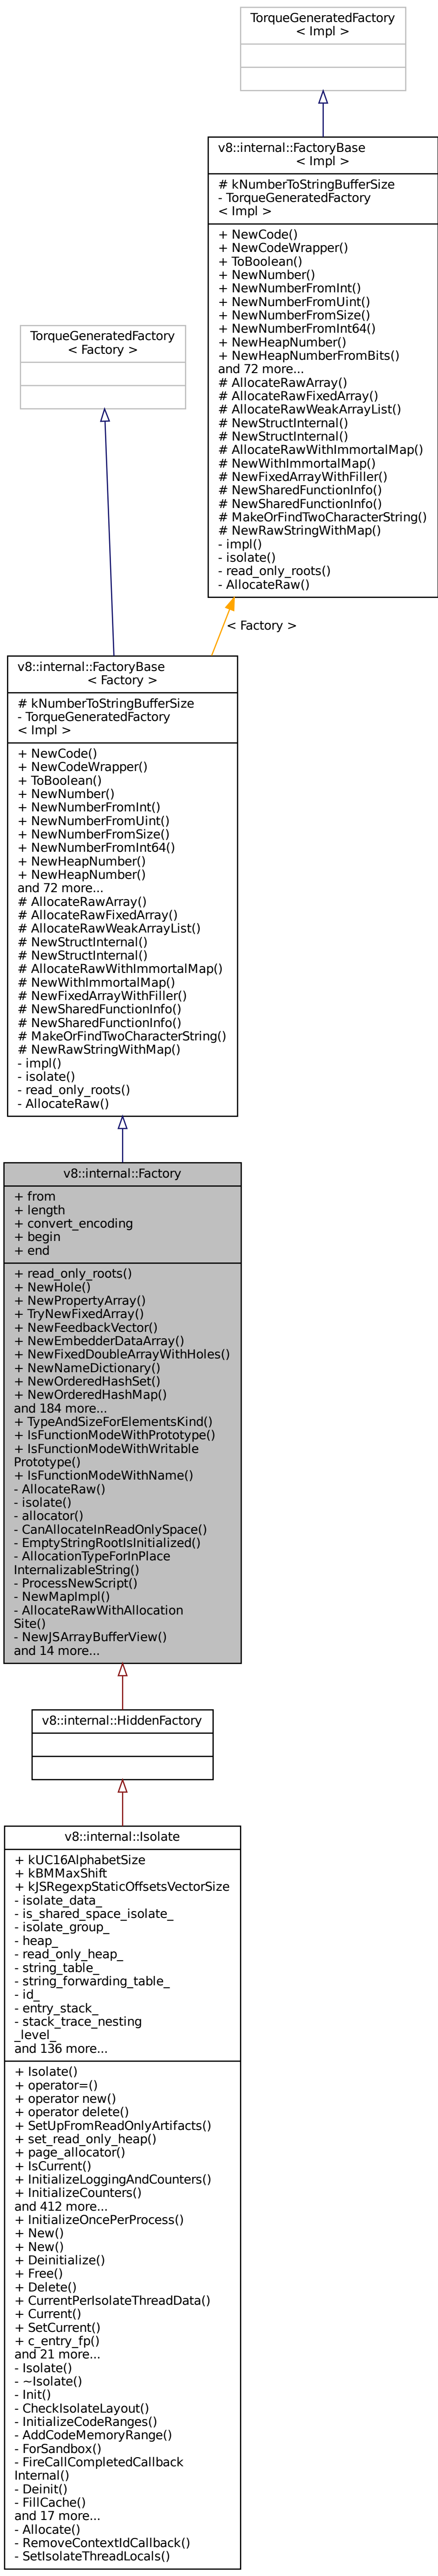 TorqueGeneratedFactory
< Impl >
v8::internal::FactoryBase
< Impl >
# kNumberToStringBufferSize
- TorqueGeneratedFactory
< Impl >
+ NewCode()
+ NewCodeWrapper()
+ ToBoolean()
+ NewNumber()
+ NewNumberFromInt()
+ NewNumberFromUint()
+ NewNumberFromSize()
+ NewNumberFromInt64()
+ NewHeapNumber()
+ NewHeapNumberFromBits()
and 72 more...
# AllocateRawArray()
# AllocateRawFixedArray()
# AllocateRawWeakArrayList()
# NewStructInternal()
# NewStructInternal()
# AllocateRawWithImmortalMap()
# NewWithImmortalMap()
# NewFixedArrayWithFiller()
# NewSharedFunctionInfo()
# NewSharedFunctionInfo()
# MakeOrFindTwoCharacterString()
# NewRawStringWithMap()
- impl()
- isolate()
- read_only_roots()
- AllocateRaw()
TorqueGeneratedFactory
< Factory >
< Factory >
v8::internal::FactoryBase
< Factory >
# kNumberToStringBufferSize
- TorqueGeneratedFactory
< Impl >
+ NewCode()
+ NewCodeWrapper()
+ ToBoolean()
+ NewNumber()
+ NewNumberFromInt()
+ NewNumberFromUint()
+ NewNumberFromSize()
+ NewNumberFromInt64()
+ NewHeapNumber()
+ NewHeapNumber()
and 72 more...
# AllocateRawArray()
# AllocateRawFixedArray()
# AllocateRawWeakArrayList()
# NewStructInternal()
# NewStructInternal()
# AllocateRawWithImmortalMap()
# NewWithImmortalMap()
# NewFixedArrayWithFiller()
# NewSharedFunctionInfo()
# NewSharedFunctionInfo()
# MakeOrFindTwoCharacterString()
# NewRawStringWithMap()
- impl()
- isolate()
- read_only_roots()
- AllocateRaw()
v8::internal::Factory
+ from
+ length
+ convert_encoding
+ begin
+ end
+ read_only_roots()
+ NewHole()
+ NewPropertyArray()
+ TryNewFixedArray()
+ NewFeedbackVector()
+ NewEmbedderDataArray()
+ NewFixedDoubleArrayWithHoles()
+ NewNameDictionary()
+ NewOrderedHashSet()
+ NewOrderedHashMap()
and 184 more...
+ TypeAndSizeForElementsKind()
+ IsFunctionModeWithPrototype()
+ IsFunctionModeWithWritable
Prototype()
+ IsFunctionModeWithName()
- AllocateRaw()
- isolate()
- allocator()
- CanAllocateInReadOnlySpace()
- EmptyStringRootIsInitialized()
- AllocationTypeForInPlace
InternalizableString()
- ProcessNewScript()
- NewMapImpl()
- AllocateRawWithAllocation
Site()
- NewJSArrayBufferView()
and 14 more...
v8::internal::HiddenFactory
v8::internal::Isolate
+ kUC16AlphabetSize
+ kBMMaxShift
+ kJSRegexpStaticOffsetsVectorSize
- isolate_data_
- is_shared_space_isolate_
- isolate_group_
- heap_
- read_only_heap_
- string_table_
- string_forwarding_table_
- id_
- entry_stack_
- stack_trace_nesting
_level_
and 136 more...
+ Isolate()
+ operator=()
+ operator new()
+ operator delete()
+ SetUpFromReadOnlyArtifacts()
+ set_read_only_heap()
+ page_allocator()
+ IsCurrent()
+ InitializeLoggingAndCounters()
+ InitializeCounters()
and 412 more...
+ InitializeOncePerProcess()
+ New()
+ New()
+ Deinitialize()
+ Free()
+ Delete()
+ CurrentPerIsolateThreadData()
+ Current()
+ SetCurrent()
+ c_entry_fp()
and 21 more...
- Isolate()
- ~Isolate()
- Init()
- CheckIsolateLayout()
- InitializeCodeRanges()
- AddCodeMemoryRange()
- ForSandbox()
- FireCallCompletedCallback
Internal()
- Deinit()
- FillCache()
and 17 more...
- Allocate()
- RemoveContextIdCallback()
- SetIsolateThreadLocals()